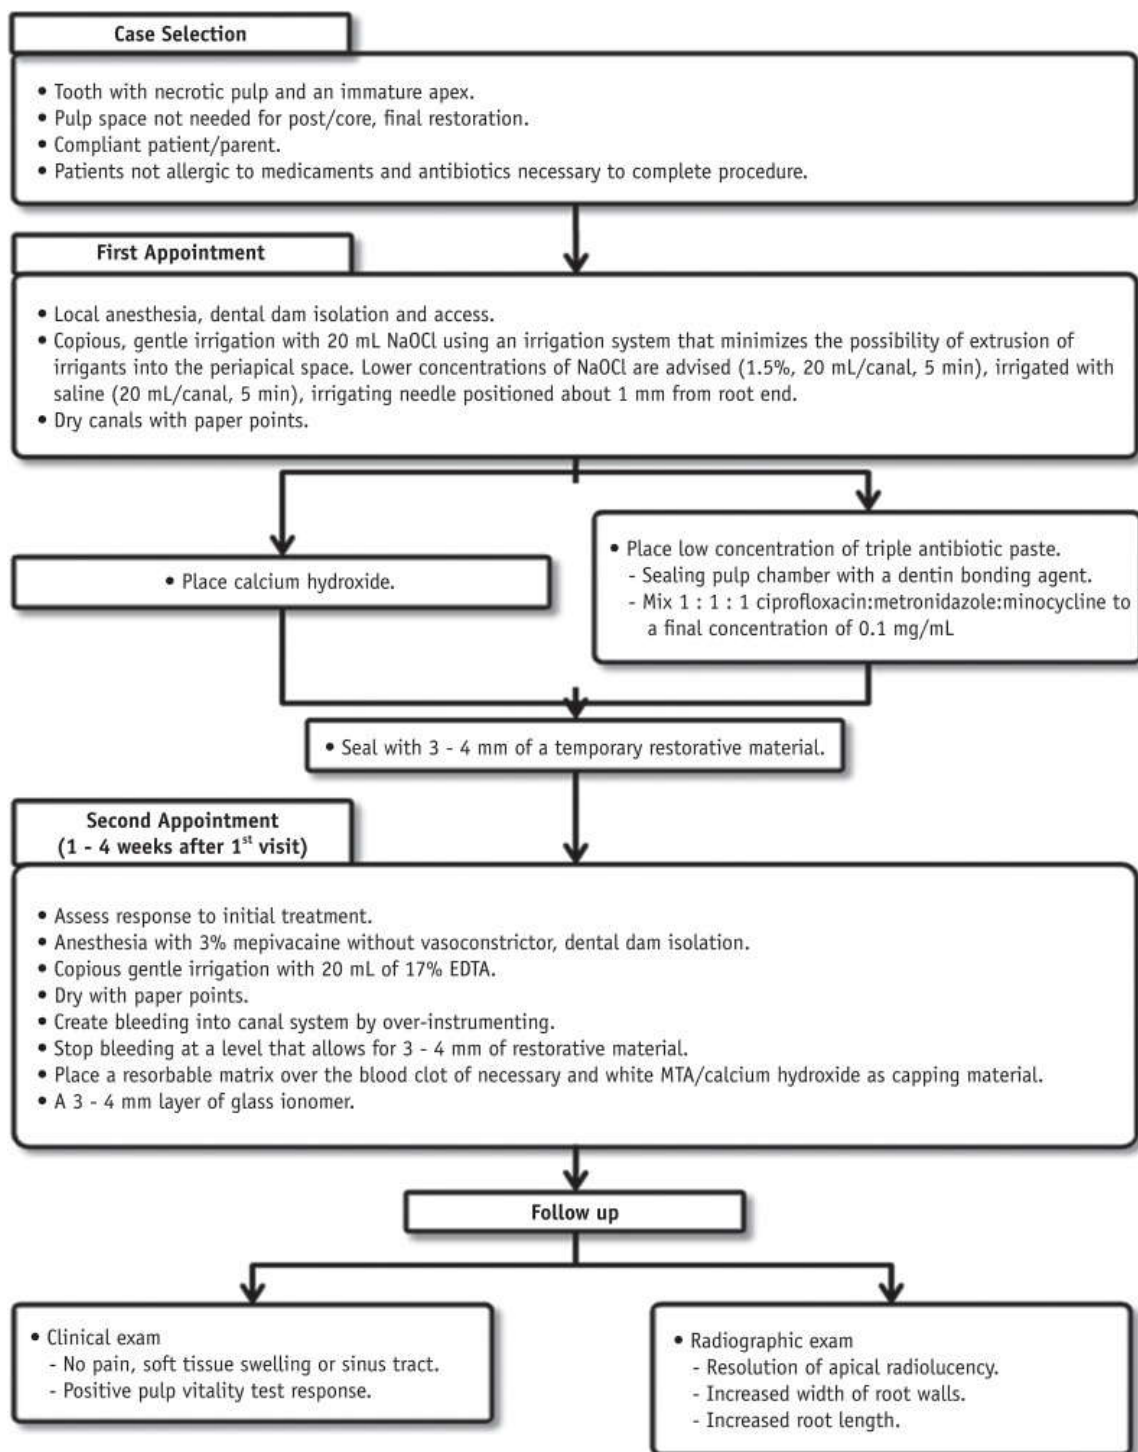 Case Selection
• Tooth with necrotic pulp and an immature apex.
• Pulp space not needed for post/core, final restoration.
• Compliant patient/parent.
• Patients not allergic to medicaments and antibiotics necessary to complete procedure.
First Appointment
• Local anesthesia, dental dam isolation and access.
• Copious, gentle irrigation with 20 mL NaOCl using an irrigation system that minimizes the possibility of extrusion of
irrigants into the periapical space. Lower concentrations of NaOCl are advised (1.5%, 20 mL/canal, 5 min), irrigated with
saline (20 mL/canal, 5 min), irrigating needle positioned about 1 mm from root end.
• Dry canals with paper points.
• Place calcium hydroxide.
• Place low concentration of triple antibiotic paste.
- Sealing pulp chamber with a dentin bonding agent.
- Mix 1 : 1 : 1 ciprofloxacin:metronidazole:minocycline to
a final concentration of 0.1 mg/mL
• Seal with 3 - 4 mm of a temporary restorative material.
Second Appointment
(1 - 4 weeks after 1st visit)
• Assess response to initial treatment.
• Anesthesia with 3% mepivacaine without vasoconstrictor, dental dam isolation.
• Copious gentle irrigation with 20 mL of 17% EDTA.
• Dry with paper points.
• Create bleeding into canal system by over-instrumenting.
• Stop bleeding at a level that allows for 3 - 4 mm of restorative material.
• Place a resorbable matrix over the blood clot of necessary and white MTA/calcium hydroxide as capping material.
• A 3 - 4 mm layer of glass ionomer.
Follow up
• Clinical exam
- No pain, soft tissue swelling or sinus tract.
- Positive pulp vitality test response.
• Radiographic exam
- Resolution of apical radiolucency.
- Increased width of root walls.
- Increased root length.